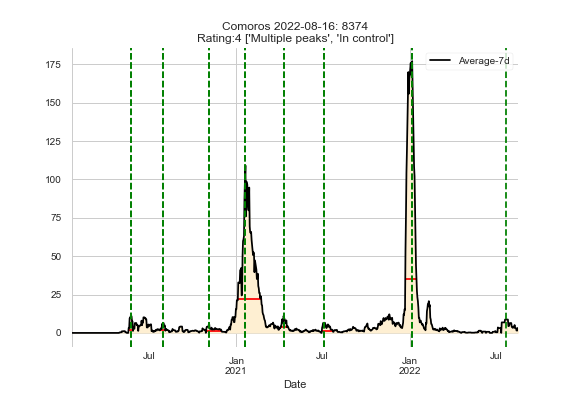 Comoros 2022-08-16: 8374
Rating:4 ['Multiple peaks', 'In control']
Average-7d
175
150
125
100
75
50
25
0
Jul
Jan
2021
Jul
Jan
2022
Jul
Date